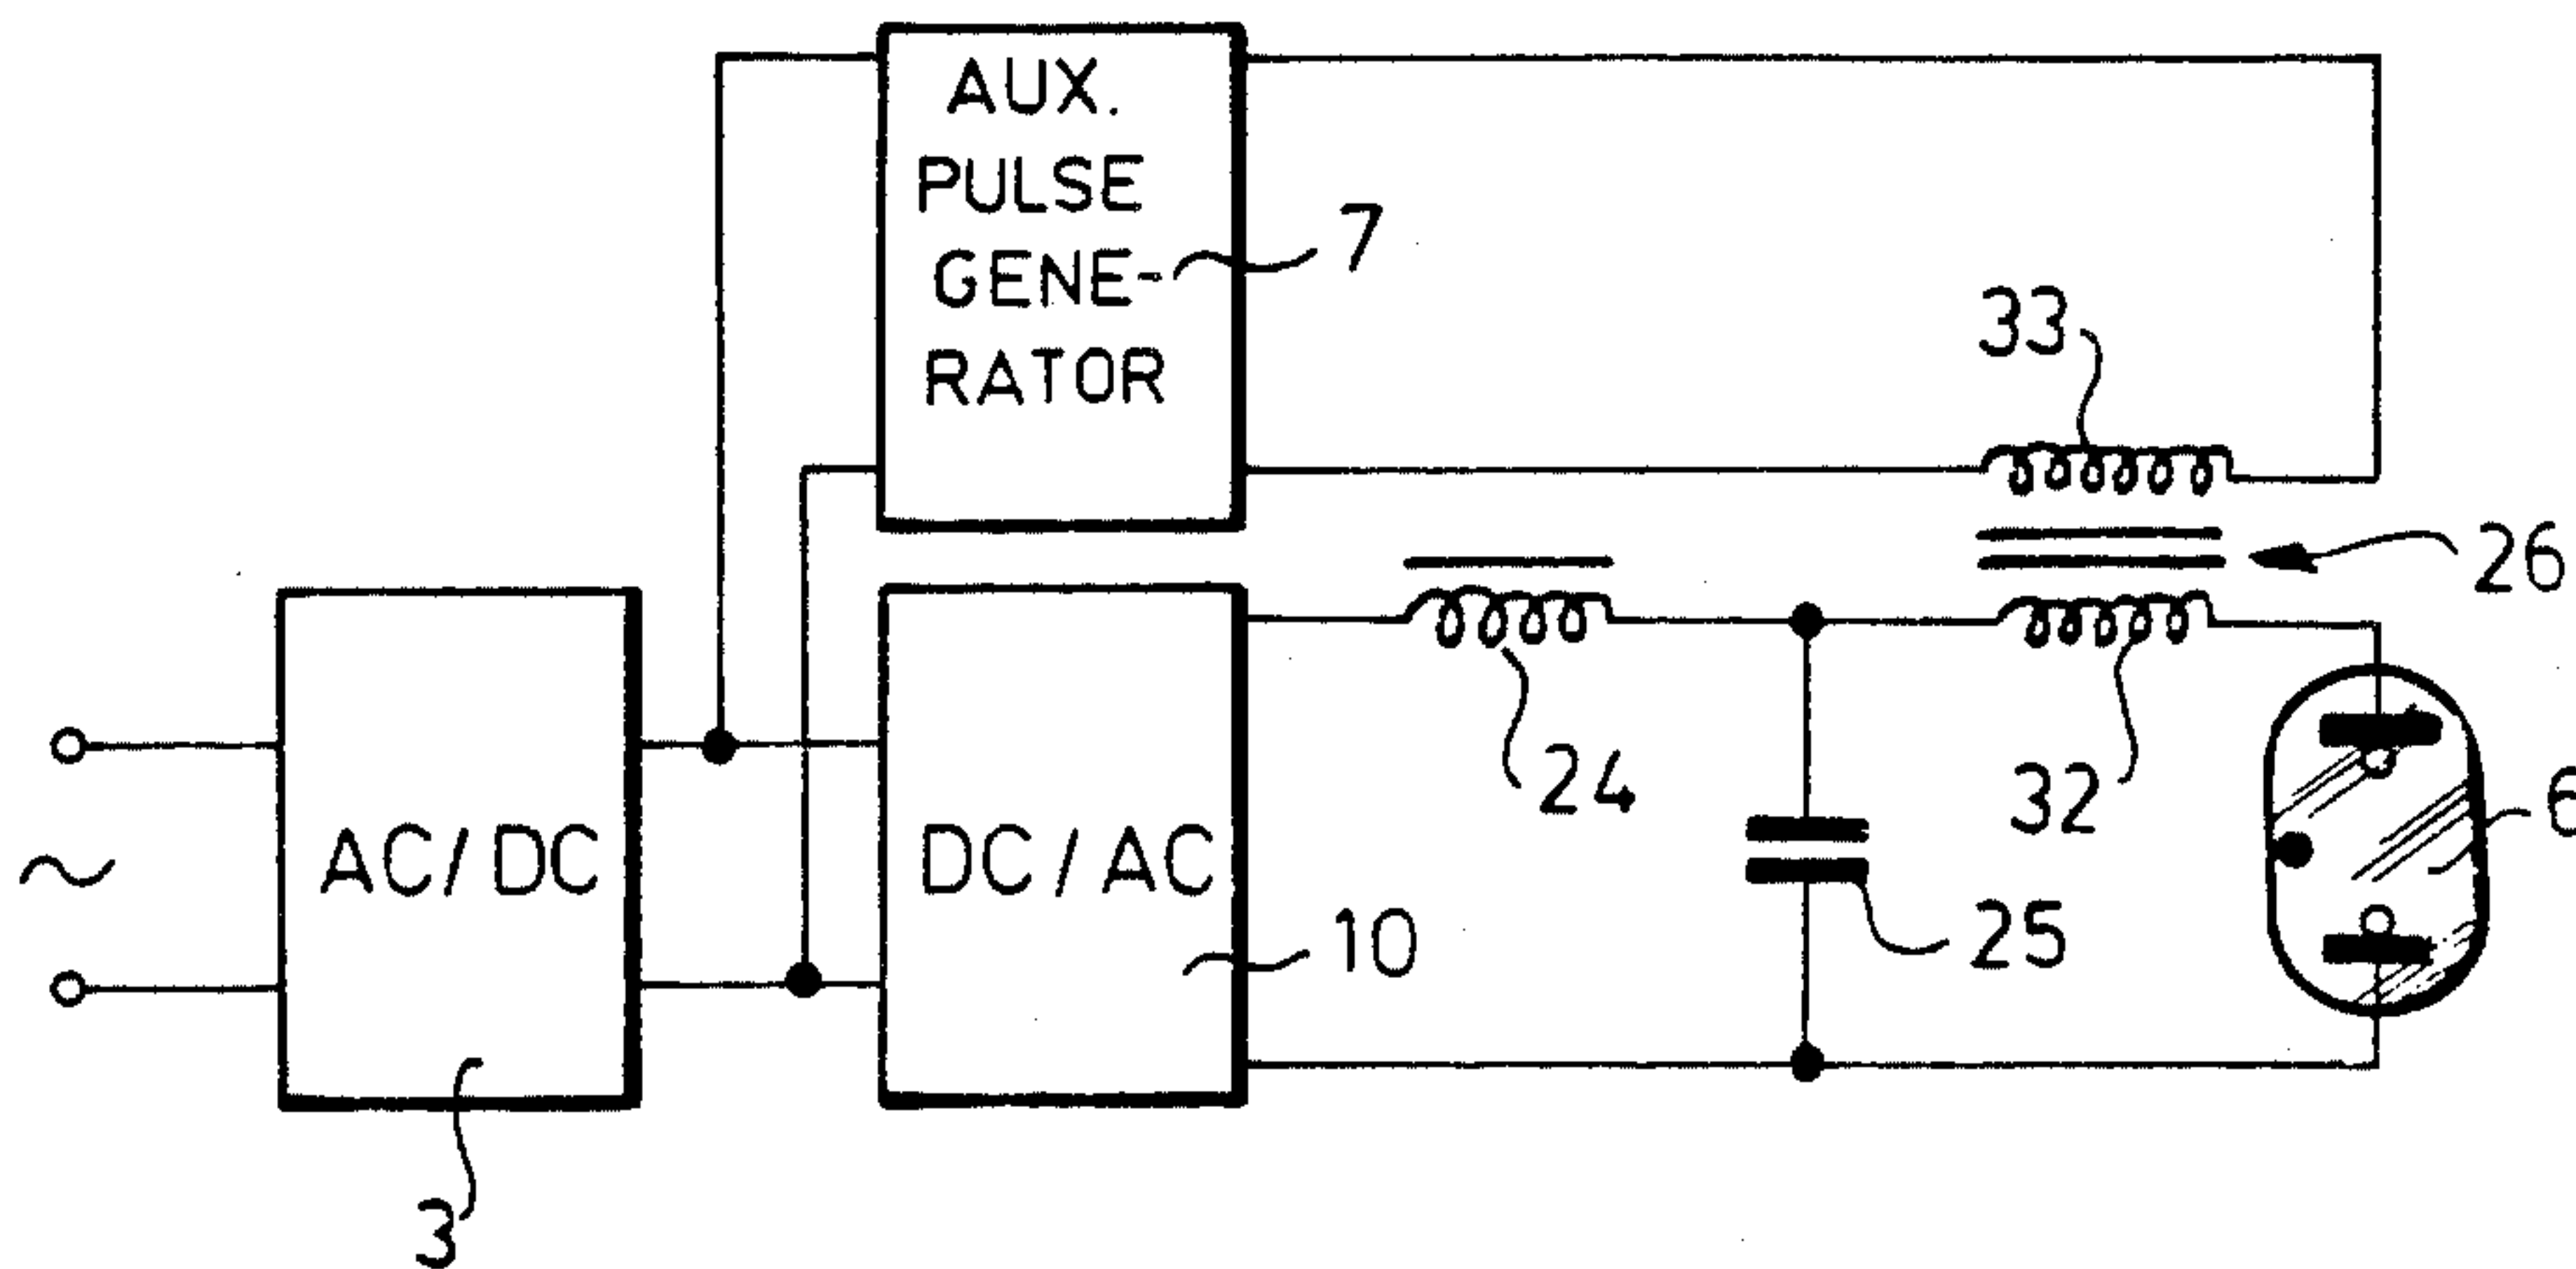 AUX.
PULSE
GENE-
RATOR
7
33
26
24
32
6
AC/DC
DC/AC
10
25
3
~